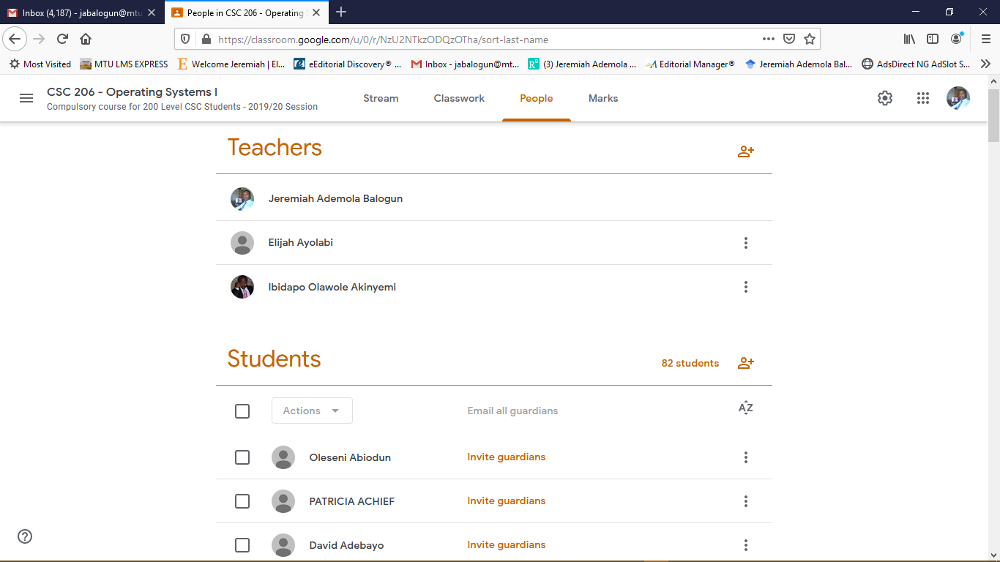 Inbox (4,187) - jabalogun@mtu
People in CSC 206 - Operating
https://classroom.google.com/u/0/r/NzU2NTkzODQzOTha/sort-last-name
Most Visited MTU LMS EXPRESS Welcome Jeremiah | El... eEditorial Discovery® ... Inbox - jabalogun@mt... (3) Jeremiah Ademola ... Editorial Manager® Jeremiah Ademola Bal... AdsDirect NG AdSlot S...
CSC 206 - Operating Systems I
Compulsory course for 200 Level CSC Students - 2019/20 Session
Stream Classwork People Marks
Teachers
Jeremiah Ademola Balogun
Elijah Ayolabi
Ibidapo Olawole Akinyemi
Students 82 students
Actions Email all guardians AZ
Oleseni Abiodun Invite guardians
PATRICIA ACHIEF Invite guardians
David Adebayo Invite guardians